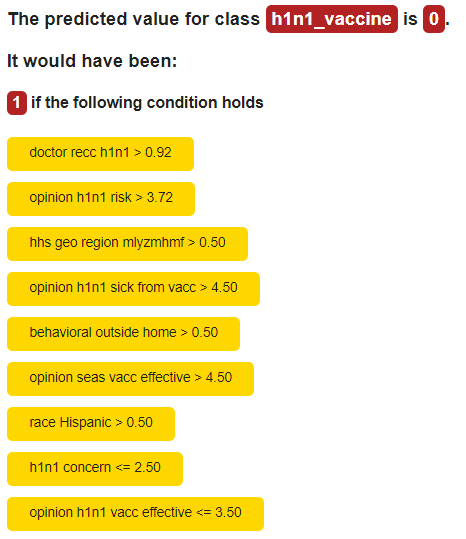 The predicted value for class h1n1_vaccine is 0.
It would have been:
1 if the following condition holds
doctor recc h1n1 > 0.92
opinion h1n1 risk > 3.72
hhs geo region mlyzmhmf > 0.50
opinion h1n1 sick from vacc > 4.50
behavioral outside home > 0.50
opinion seas vacc effective > 4.50
race Hispanic > 0.50
h1n1 concern <= 2.50
opinion h1n1 vacc effective <= 3.50